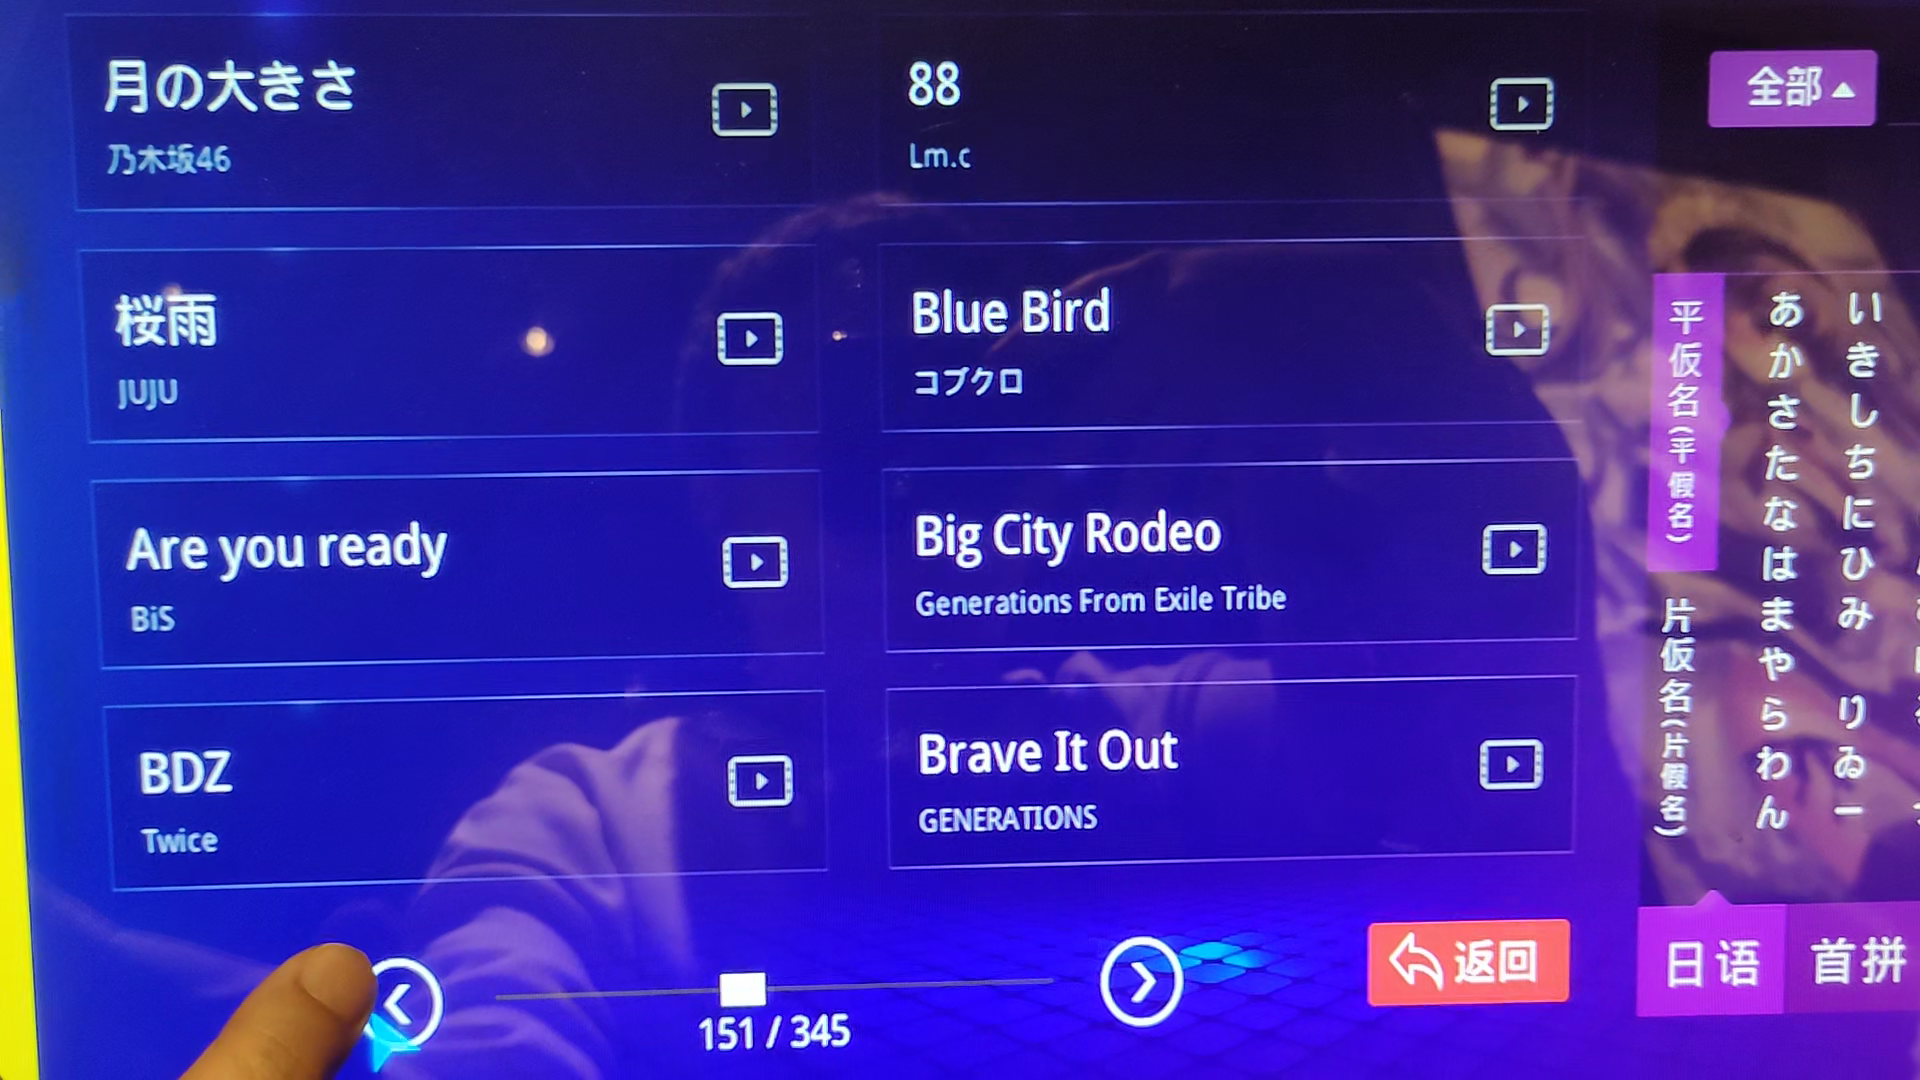 月の大きさ
乃木坂46
88
Lm.c
全部
桜雨
JUJU
Blue Bird
コブクロ
Are you ready
BiS
Big City Rodeo
Generations From Exile Tribe
BDZ
Twice
Brave It Out
GENERATIONS
平仮名(平假名)
片仮名(片假名)
あかさたなはまやらわん
いきしちにひみ りゐー
151 / 345
返回
日语
首拼